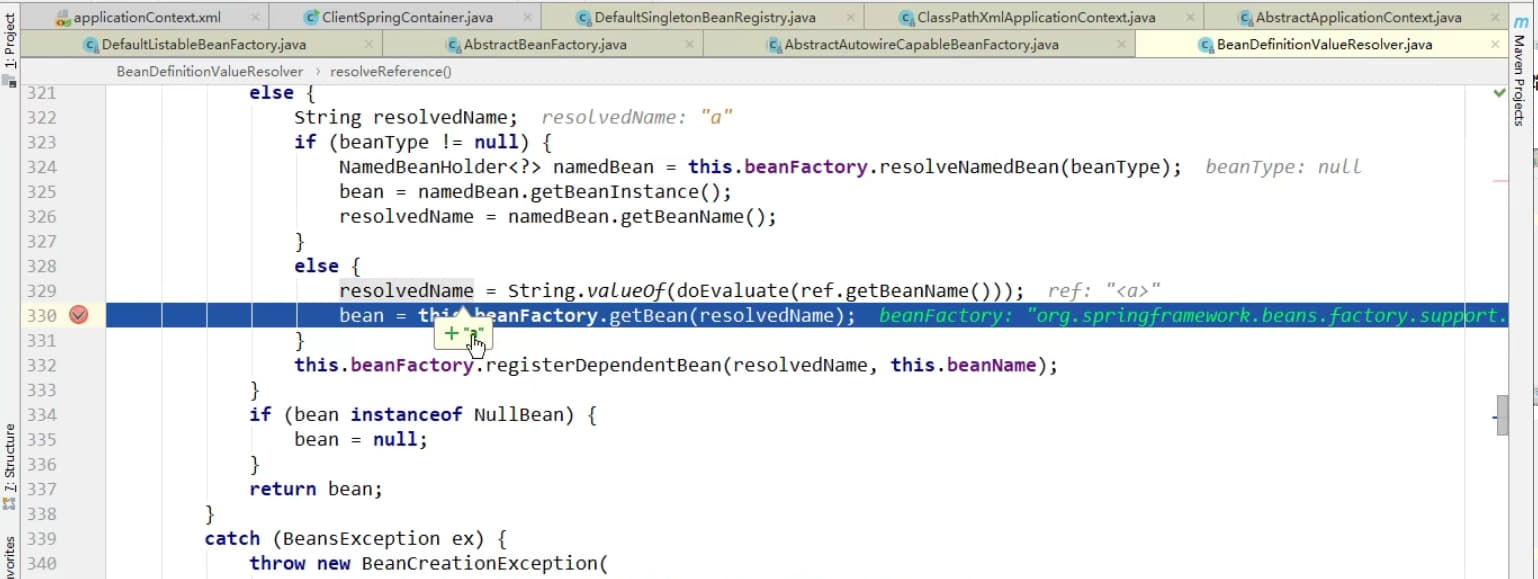 applicationContext.xml ClientSpringContainer.java DefaultSingletonBeanRegistry.java ClassPathXmlApplicationContext.java AbstractApplicationContext.java
DefaultListableBeanFactory.java AbstractBeanFactory.java AbstractAutowireCapableBeanFactory.java BeanDefinitionValueResolver.java
BeanDefinitionValueResolver › resolveReference()
1: Project
7: Structure
Maven Projects
321 else {
322 String resolvedName; resolvedName: "a"
323 if (beanType != null) {
324 NamedBeanHolder<?> namedBean = this.beanFactory.resolveNamedBean(beanType); beanType: null
325 bean = namedBean.getBeanInstance();
326 resolvedName = namedBean.getBeanName();
327 }
328 else {
329 resolvedName = String.valueOf(doEvaluate(ref.getBeanName())); ref: "<a>"
330 bean = this.beanFactory.getBean(resolvedName); beanFactory: "org.springframework.beans.factory.support.
+ "a"
331 }
332 this.beanFactory.registerDependentBean(resolvedName, this.beanName);
333 }
334 if (bean instanceof NullBean) {
335 bean = null;
336 }
337 return bean;
338 }
339 catch (BeansException ex) {
340 throw new BeanCreationException(